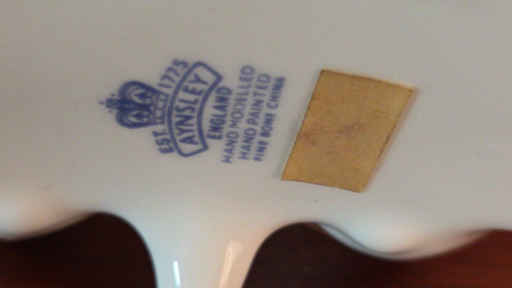 EST. 1775
AYNSLEY
ENGLAND
HAND MODELLED
HAND PAINTED
FINE BONE CHINA